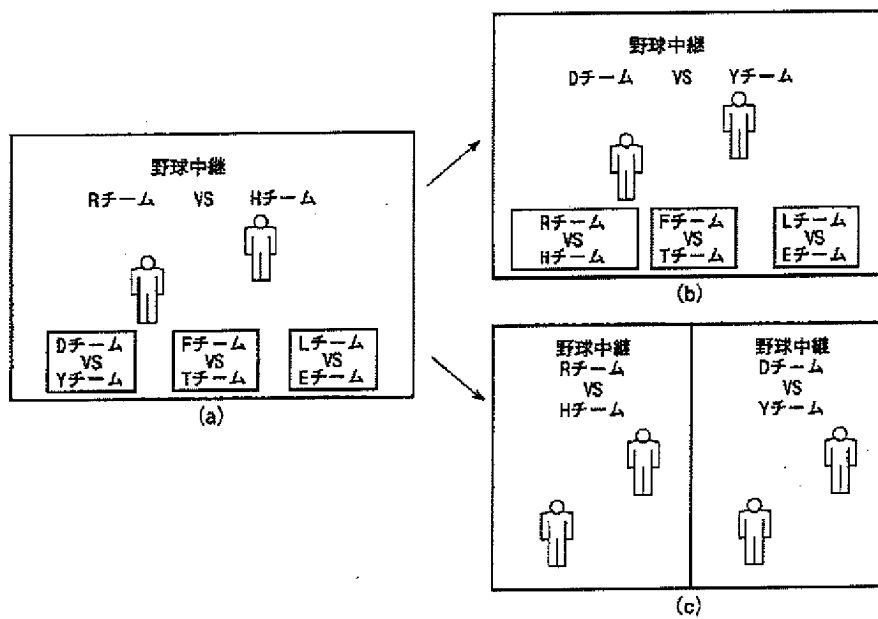 野球中継
Rチーム VS Hチーム
Dチーム
VS
Yチーム
Fチーム
VS
Tチーム
Lチーム
VS
Eチーム
(a)
野球中継
Dチーム VS Yチーム
Rチーム
VS
Hチーム
Fチーム
VS
Tチーム
Lチーム
VS
Eチーム
(b)
野球中継
Rチーム
VS
Hチーム
野球中継
Dチーム
VS
Yチーム
(c)